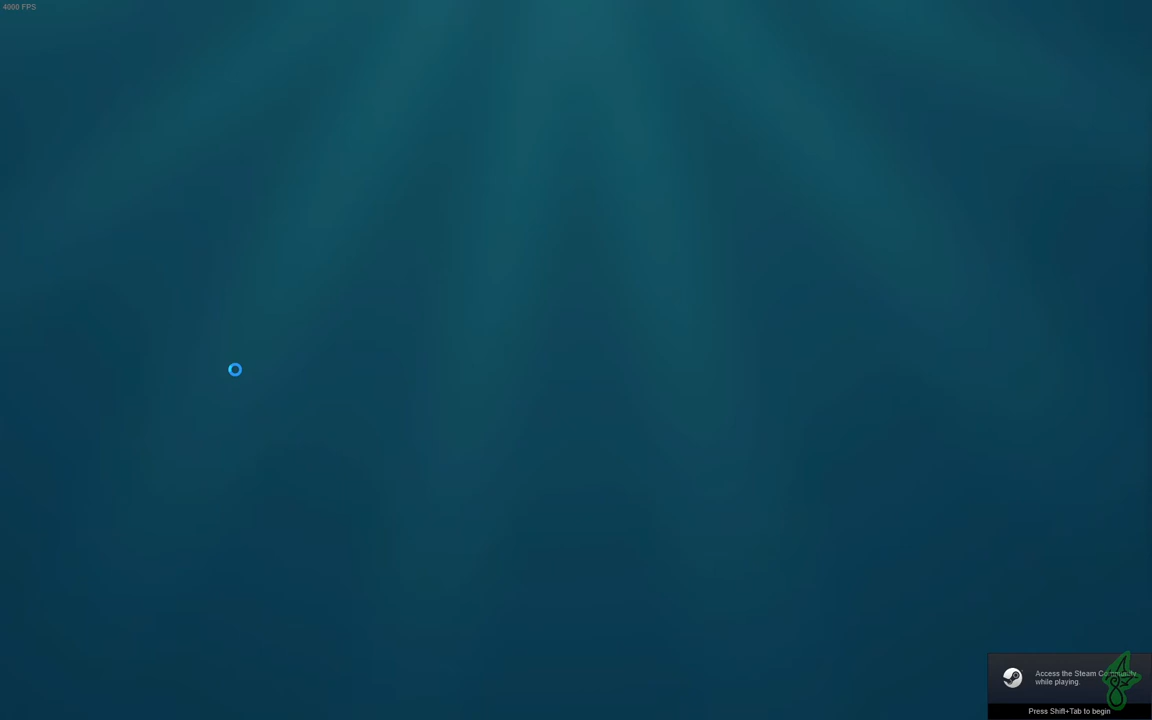 4000 FPS
Access the Steam Community
while playing.
Press Shift+Tab to begin